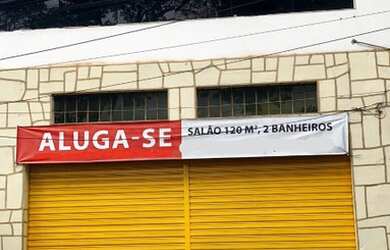 ALUGA-SE
SALÃO 120 M², 2 BANHEIROS